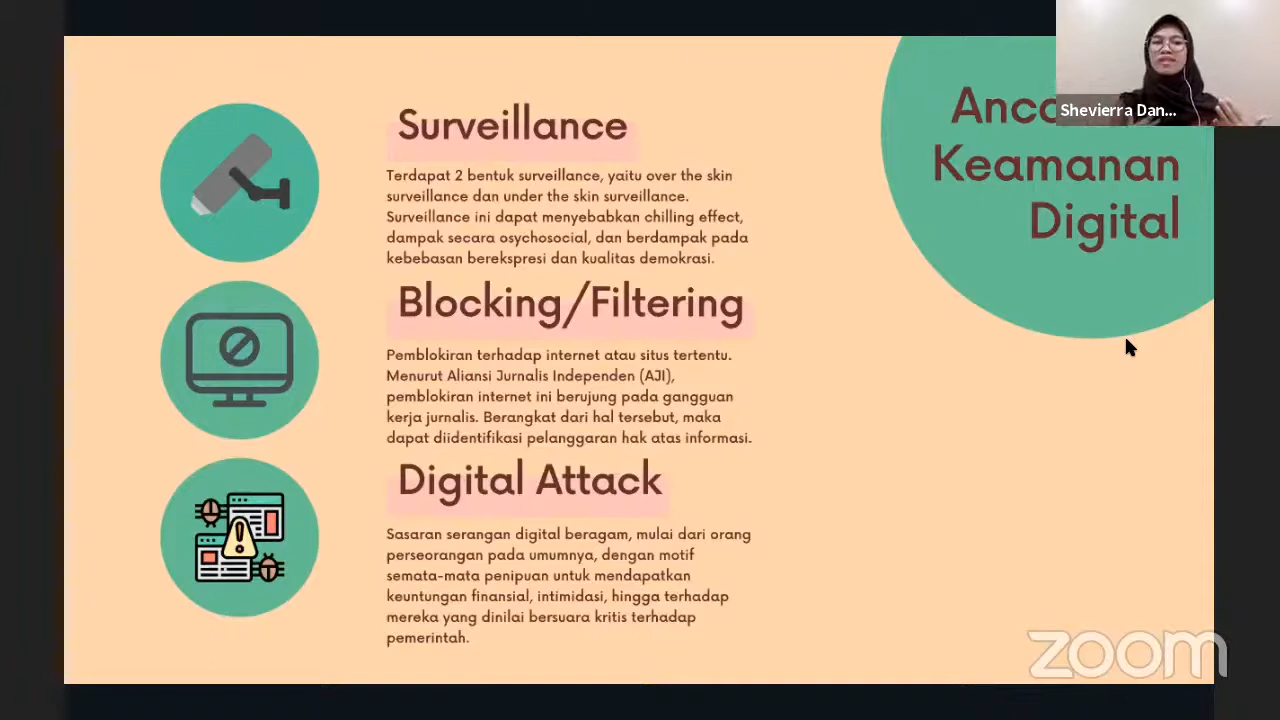 Surveillance
Terdapat 2 bentuk surveillance, yaitu over the skin
surveillance dan under the skin surveillance.
Surveillance ini dapat menyebabkan chilling effect,
dampak secara osychosocial, dan berdampak pada
kebebasan berekspresi dan kualitas demokrasi.
Blocking/Filtering
Pemblokiran terhadap internet atau situs tertentu.
Menurut Aliansi Jurnalis Independen (AJI),
pemblokiran internet ini berujung pada gangguan
kerja jurnalis. Berangkat dari hal tersebut, maka
dapat diidentifikasi pelanggaran hak atas informasi.
Digital Attack
Sasaran serangan digital beragam, mulai dari orang
perseorangan pada umumnya, dengan motif
semata-mata penipuan untuk mendapatkan
keuntungan finansial, intimidasi, hingga terhadap
mereka yang dinilai bersuara kritis terhadap
pemerintah.
Keamanan
Digital
Shevierra Dan...
zoom